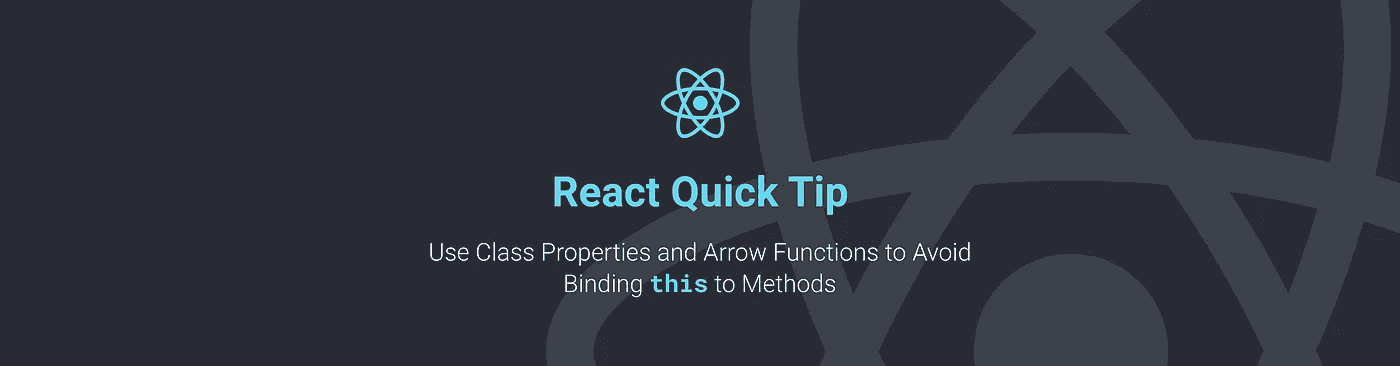 React Quick Tip
Use Class Properties and Arrow Functions to Avoid
Binding this to Methods